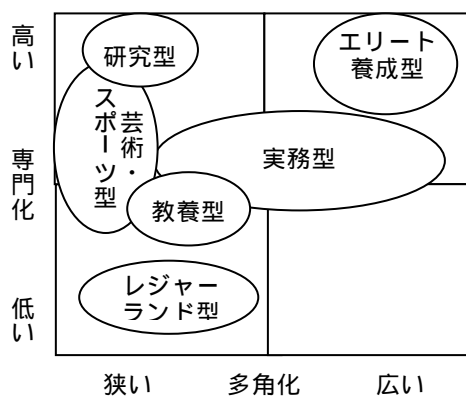 高い
専門化
低い
研究型
エリート
養成型
芸術・
スポーツ型
実務型
教養型
レジャー
ランド型
狭い
多角化
広い